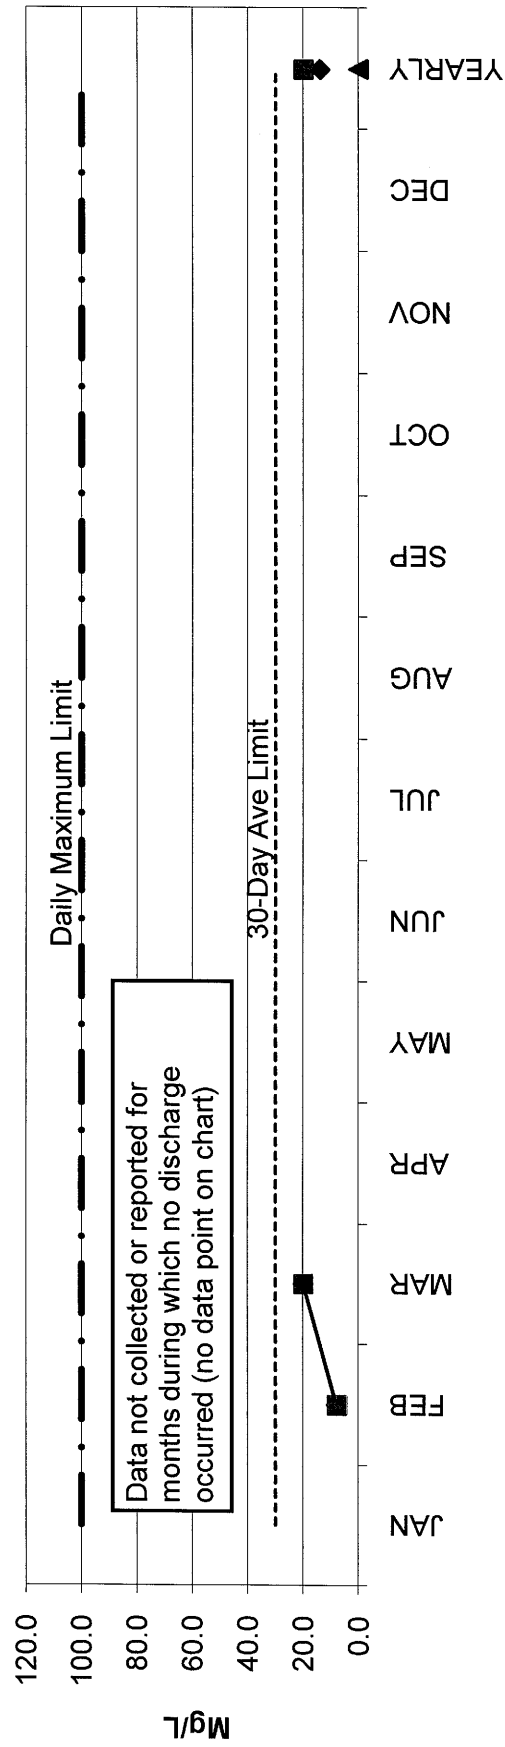 Mg/L
120.0
100.0
80.0
60.0
40.0
20.0
0.0
Daily Maximum Limit
30-Day Ave Limit
Data not collected or reported for
months during which no discharge
occurred (no data point on chart)
JAN
FEB
MAR
APR
MAY
JUN
JUL
AUG
SEP
OCT
NOV
DEC
YEARLY